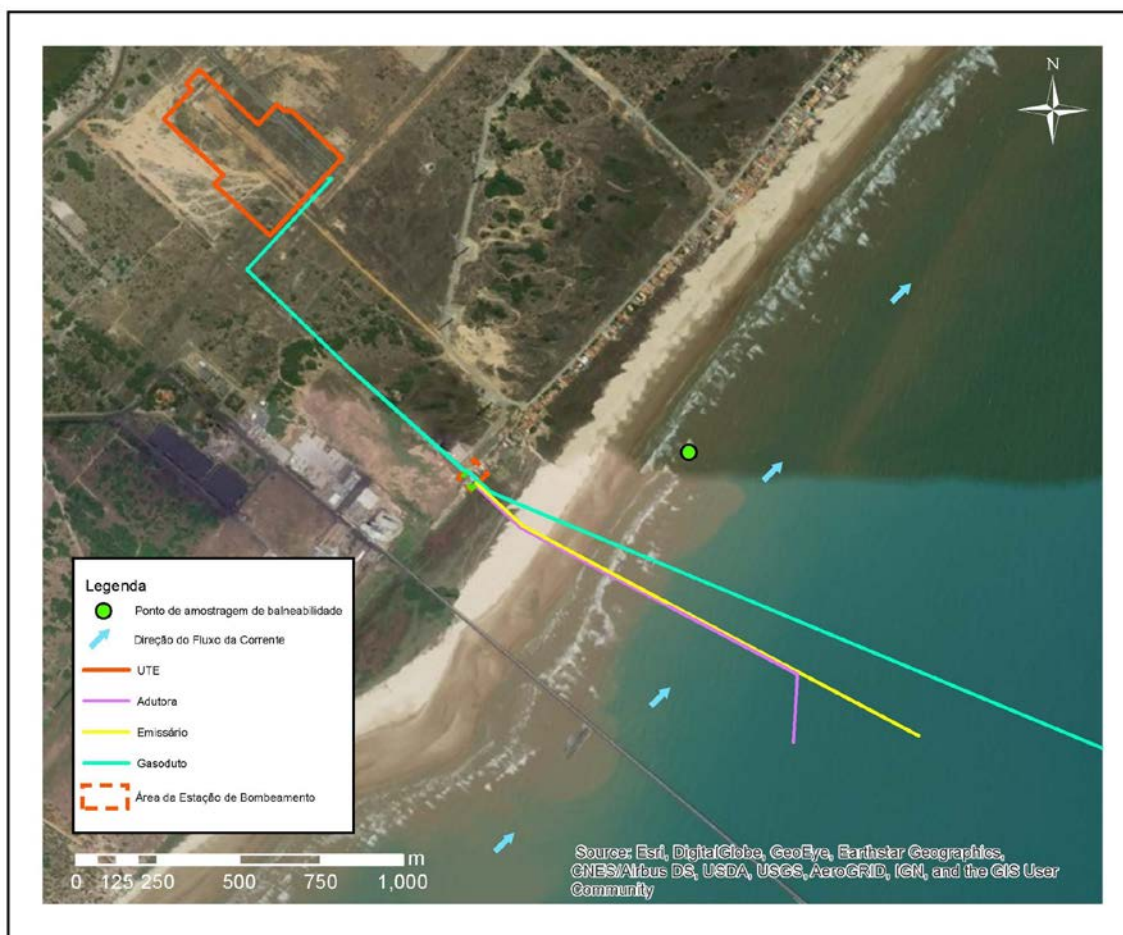 N
Legenda
Ponto de amostragem de balneabilidade
Direção do Fluxo da Corrente
UTE
Adutora
Emissário
Gasoduto
Área da Estação de Bombeamento
m
0 125 250 500 750 1,000
Source: Esri, DigitalGlobe, GeoEye, Earthstar Geographics,
CNES/Airbus DS, USDA, USGS, AeroGRID, IGN, and the GIS User
Community